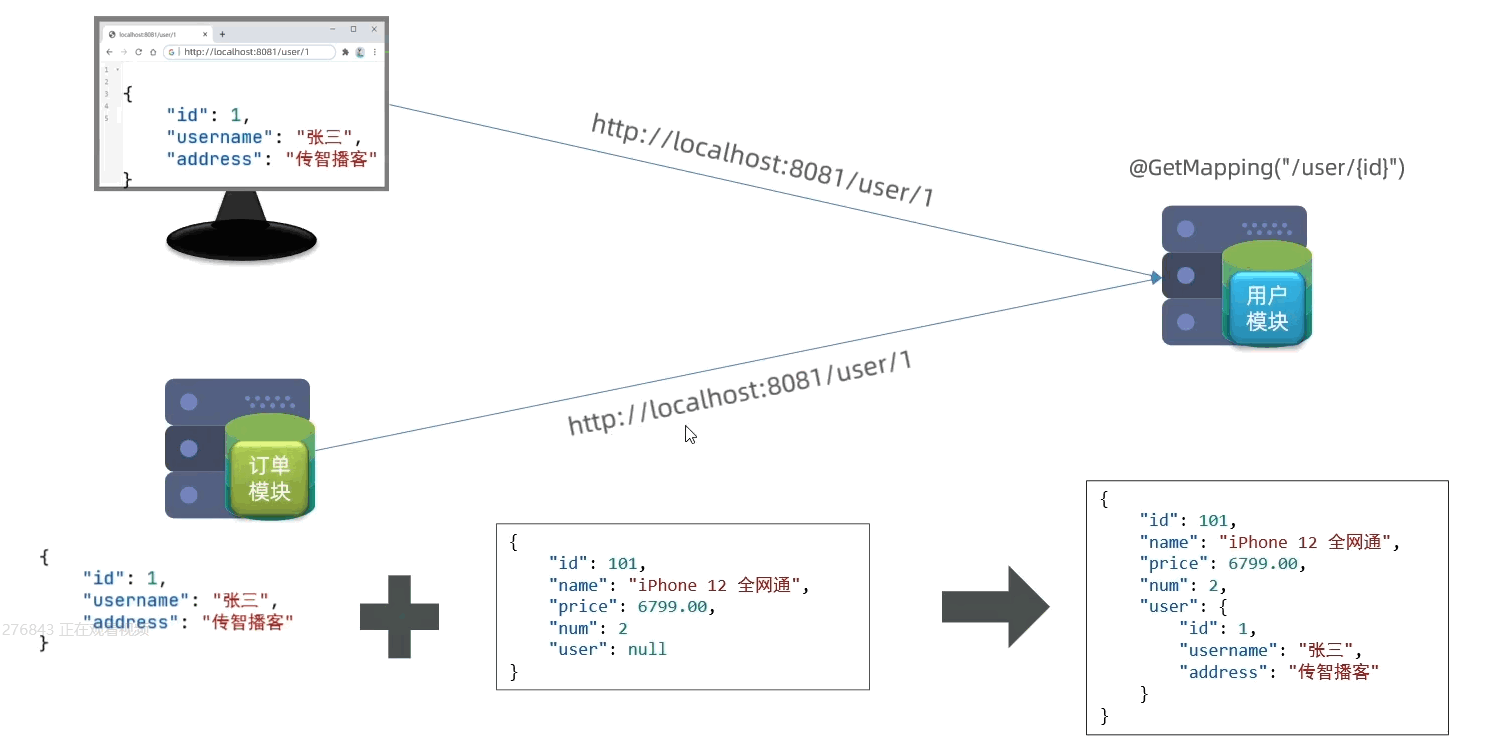 localhost:8081/user/1
http://localhost:8081/user/1
1
2
3
4
5
{
"id": 1,
"username": "张三",
"address": "传智播客"
}
http://localhost:8081/user/1
@GetMapping("/user/{id}")
用户
模块
http://localhost:8081/user/1
订单
模块
{
"id": 1,
"username": "张三",
"address": "传智播客"
}
276843 正在观看视频
{
"id": 101,
"name": "iPhone 12 全网通",
"price": 6799.00,
"num": 2
"user": null
}
{
"id": 101,
"name": "iPhone 12 全网通",
"price": 6799.00,
"num": 2,
"user": {
"id": 1,
"username": "张三",
"address": "传智播客"
}
}